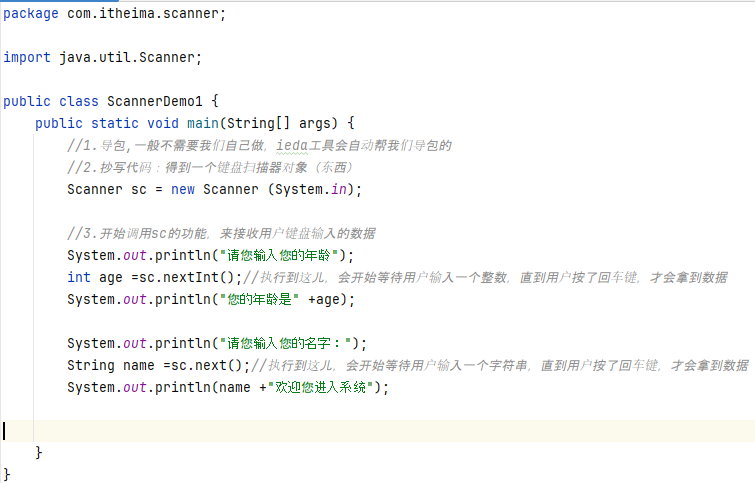 package com.itheima.scanner;
import java.util.Scanner;
public class ScannerDemo1 {
public static void main(String[] args) {
//1.导包,一般不需要我们自己做，ieda工具会自动帮我们导包的
//2.抄写代码：得到一个键盘扫描器对象（东西）
Scanner sc = new Scanner (System.in);
//3.开始调用sc的功能，来接收用户键盘输入的数据
System.out.println("请您输入您的年龄");
int age =sc.nextInt();//执行到这儿，会开始等待用户输入一个整数，直到用户按了回车键，才会拿到数据
System.out.println("您的年龄是" +age);
System.out.println("请您输入您的名字：");
String name =sc.next();//执行到这儿，会开始等待用户输入一个字符串，直到用户按了回车键，才会拿到数据
System.out.println(name +"欢迎您进入系统");
}
}